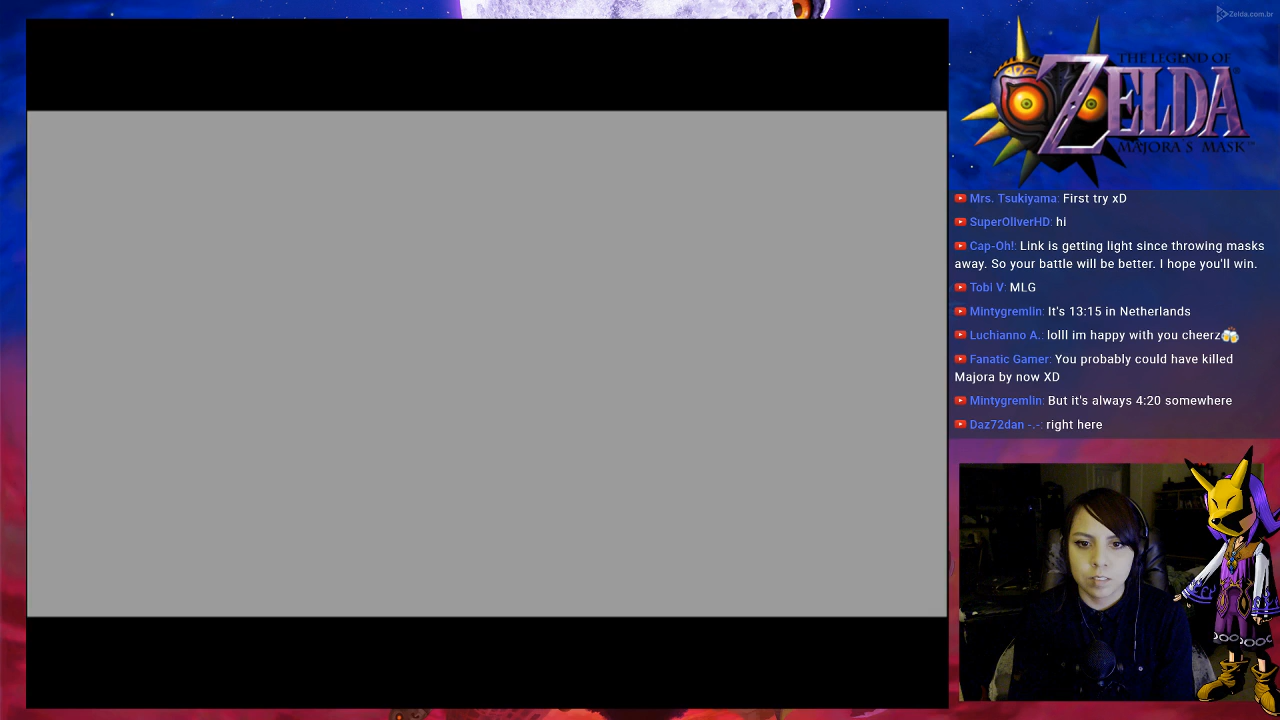 Zelda.com.br
THE LEGEND OF
ZELDA
MAJORA'S MASK™
Mrs. Tsukiyama: First try xD
SuperOliverHD: hi
Cap-Oh!: Link is getting light since throwing masks
away. So your battle will be better. I hope you'll win.
Tobi V: MLG
Mintygremlin: It's 13:15 in Netherlands
Luchianno A.: lolll im happy with you cheerz🍻
Fanatic Gamer: You probably could have killed
Majora by now XD
Mintygremlin: But it's always 4:20 somewhere
Daz72dan -.-: right here